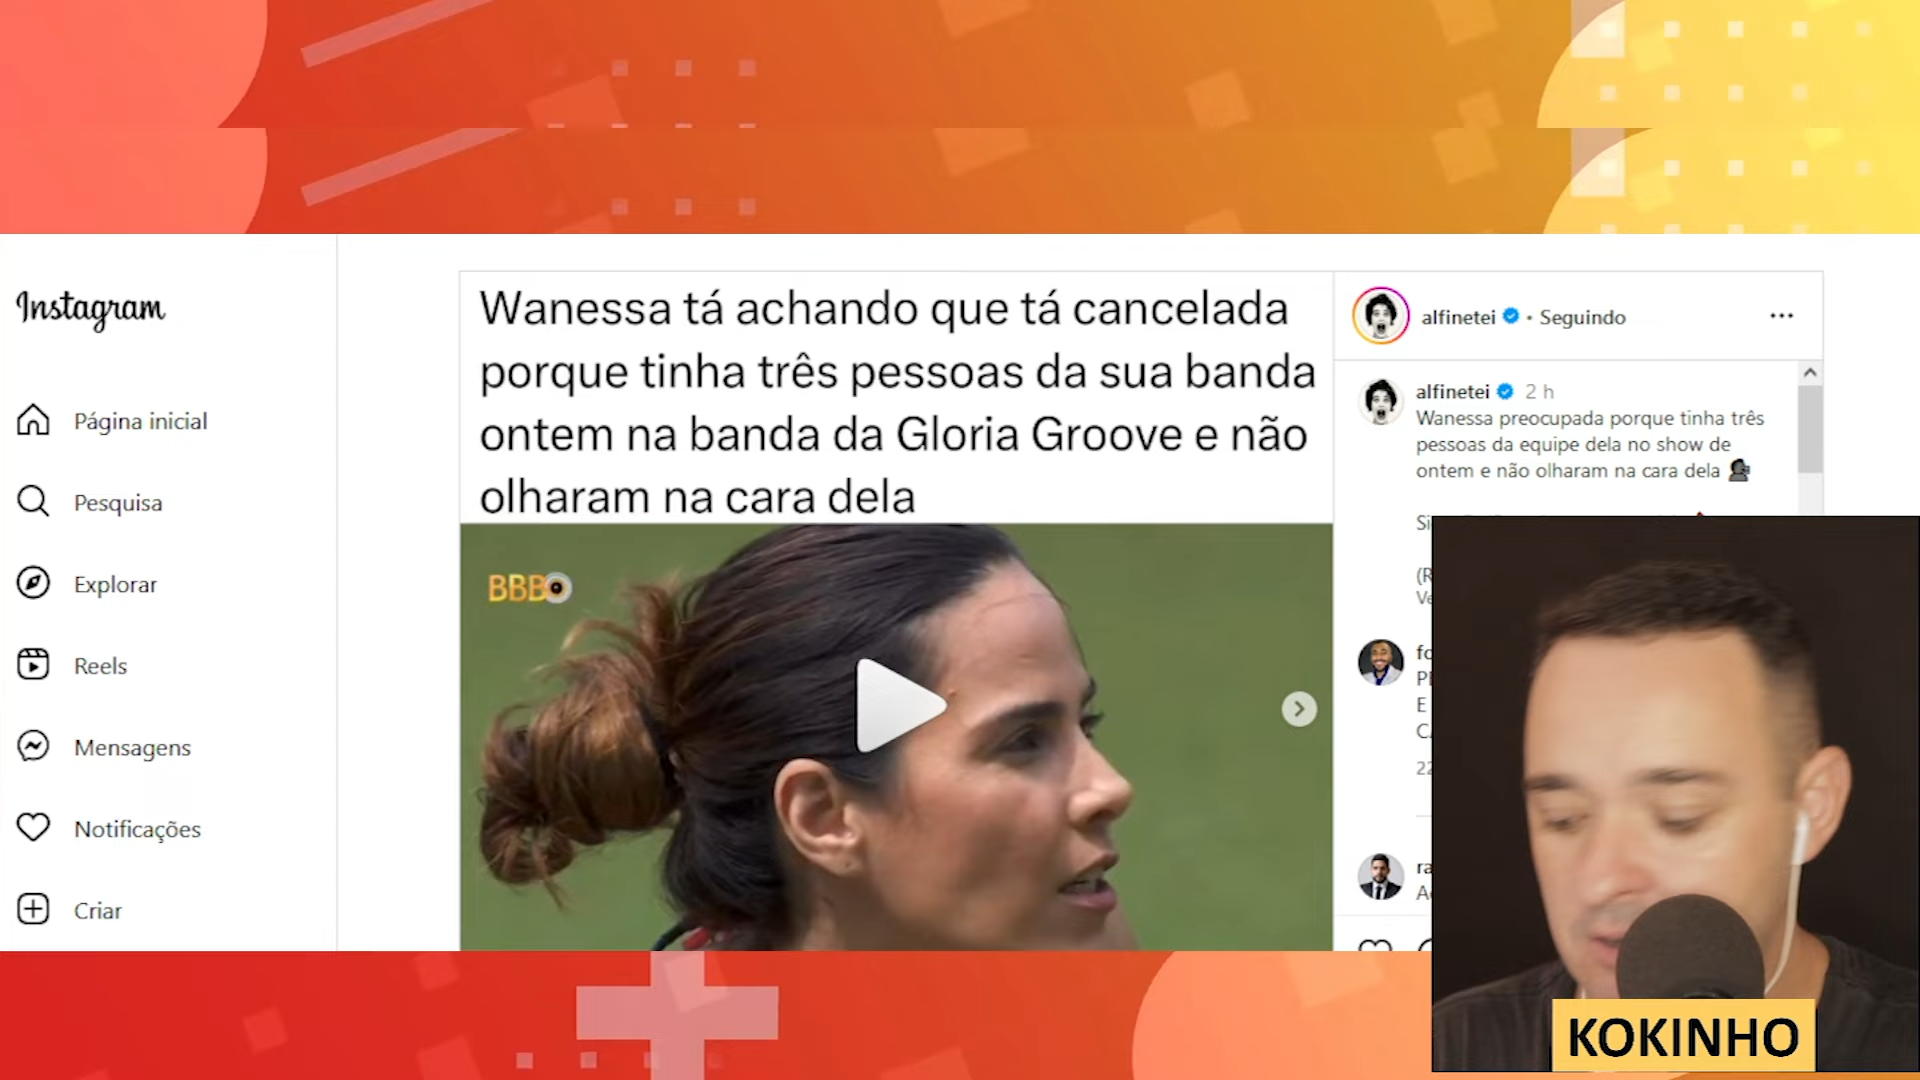 Instagram
Página inicial
Pesquisa
Explorar
Reels
Mensagens
Notificações
Criar
Wanessa tá achando que tá cancelada
porque tinha três pessoas da sua banda
ontem na banda da Gloria Groove e não
olharam na cara dela
BBB
alfinetei • Seguindo
alfinetei 2 h
Wanessa preocupada porque tinha três
pessoas da equipe dela no show de
ontem e não olharam na cara dela
KOKINHO